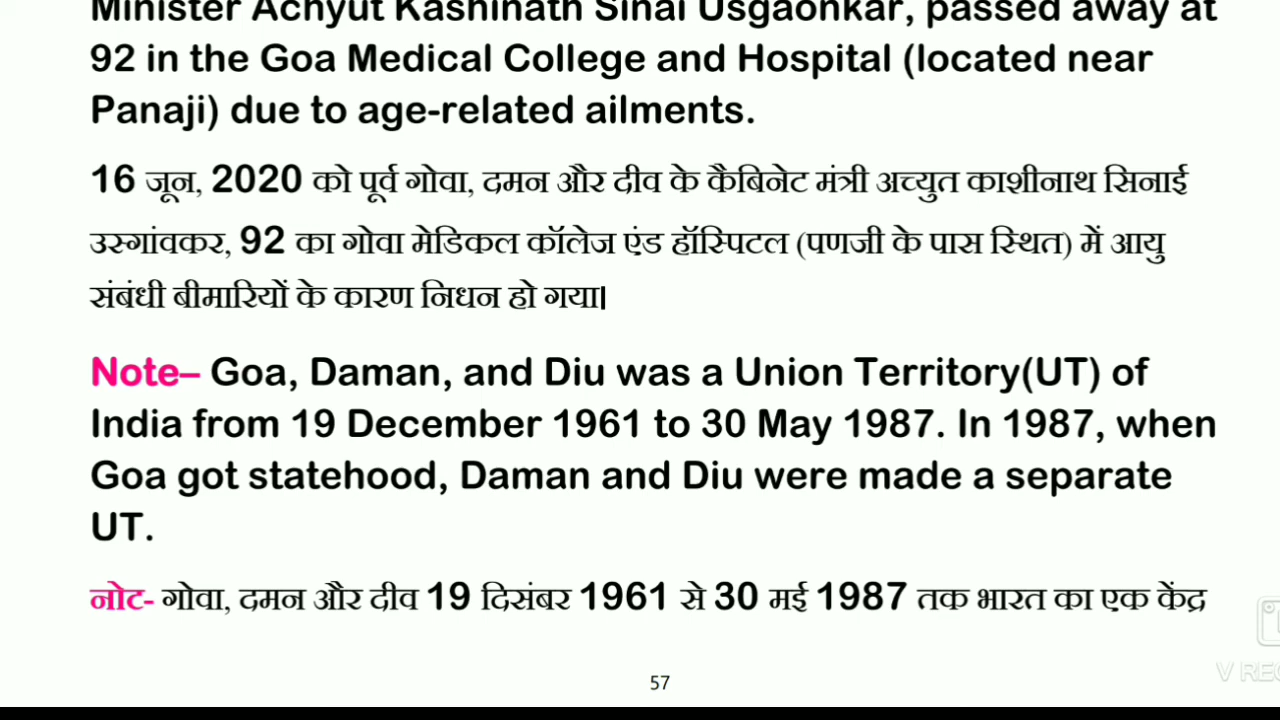 Minister Achyut Kashinath Sinai Usgaonkar, passed away at
92 in the Goa Medical College and Hospital (located near
Panaji) due to age-related ailments.
16 जून, 2020 को पूर्व गोवा, दमन और दीव के कैबिनेट मंत्री अच्युत काशीनाथ सिनाई
उस्गांवकर, 92 का गोवा मेडिकल कॉलेज एंड हॉस्पिटल (पणजी के पास स्थित) में आयु
संबंधी बीमारियों के कारण निधन हो गया|
Note– Goa, Daman, and Diu was a Union Territory(UT) of
India from 19 December 1961 to 30 May 1987. In 1987, when
Goa got statehood, Daman and Diu were made a separate
UT.
नोट- गोवा, दमन और दीव 19 दिसंबर 1961 से 30 मई 1987 तक भारत का एक केंद्र
57